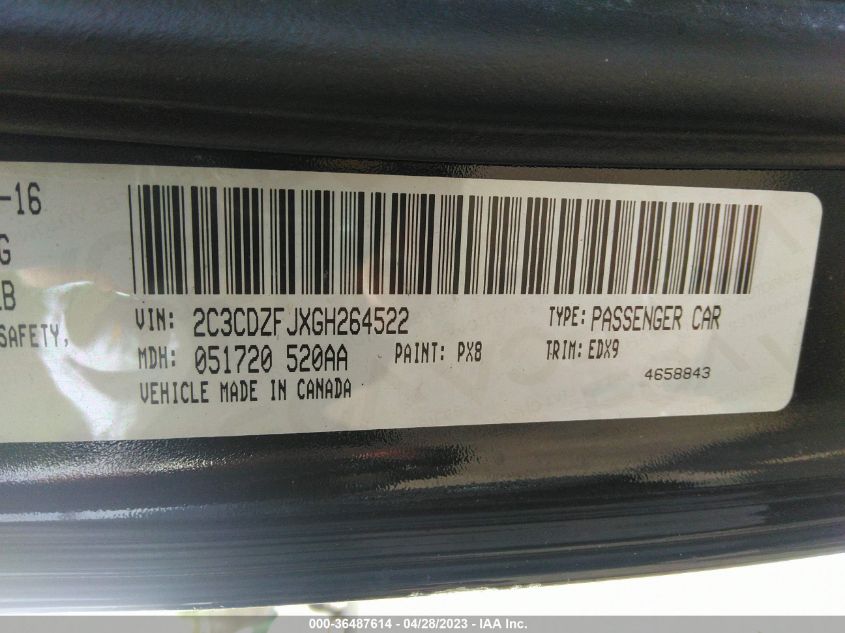 -16
G
LB
SAFETY,
VIN: 2C3CDZFJXGH264522 TYPE: PASSENGER CAR
MDH: 051720 520AA PAINT: PX8 TRIM: EDX9
VEHICLE MADE IN CANADA 4658843
000-36487614 - 04/28/2023 - IAA Inc.